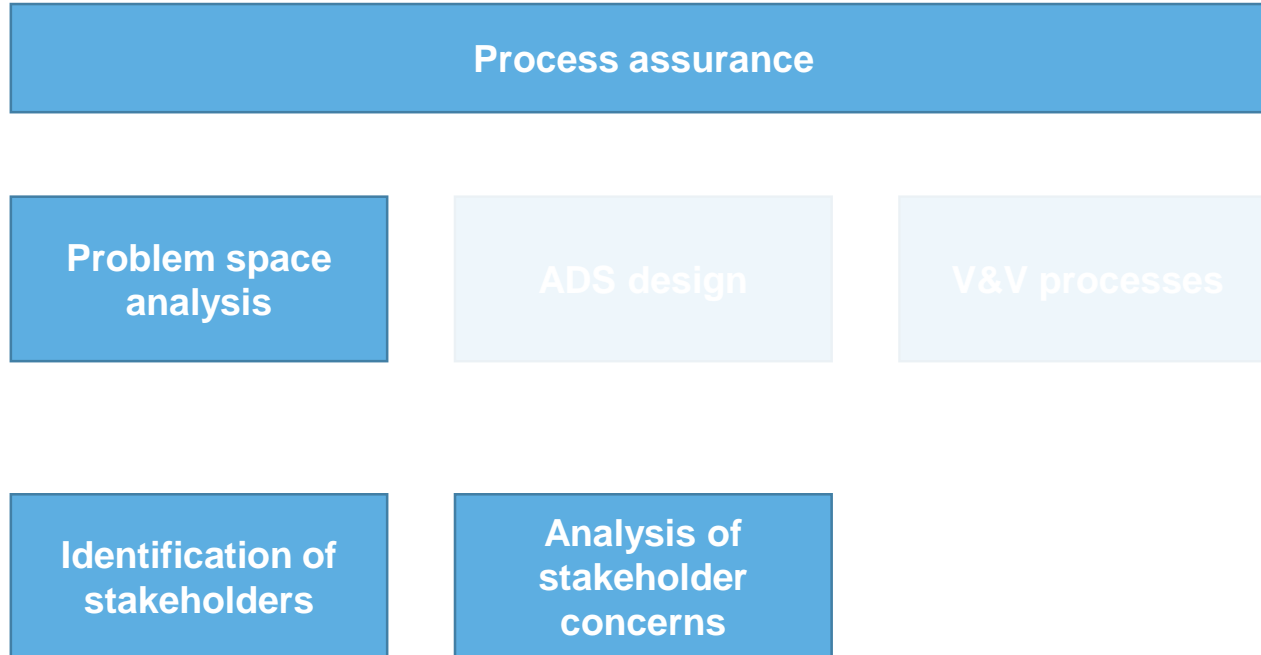 Process assurance
Problem space
analysis
ADS design
V&V processes
Identification of
stakeholders
Analysis of
stakeholder
concerns